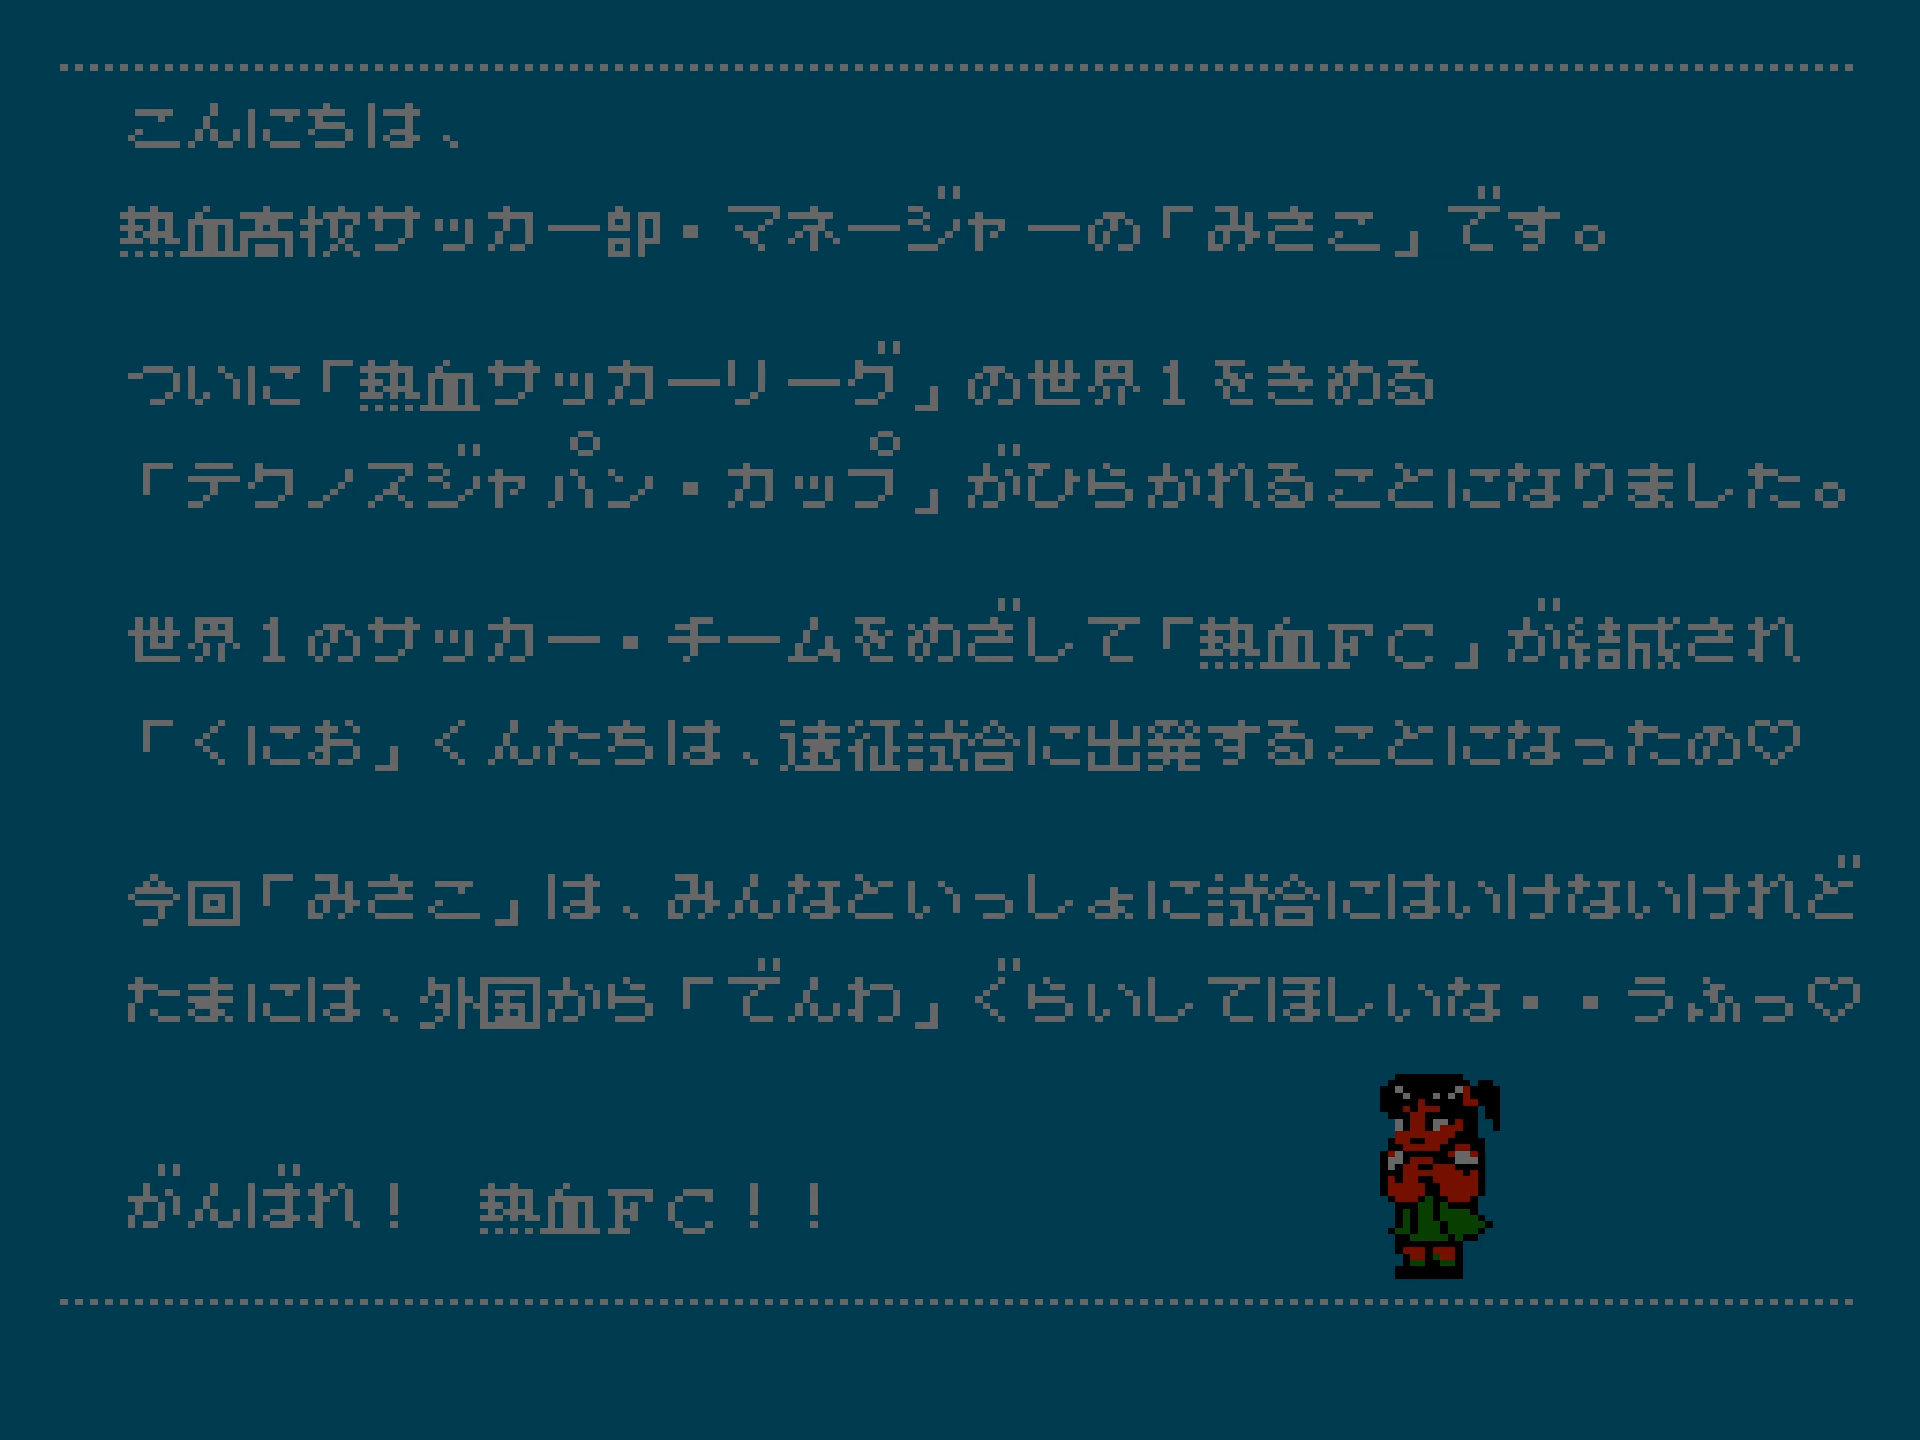 こんにちは、
熱血高校サッカー部・マネージャーの「みさこ」です。
ついに「熱血サッカーリーグ」の世界1をきめる
「テクノスジャパン・カップ」がひらかれることになりました。
世界1のサッカー・チームをめざして「熱血FC」が結成され
「くにお」くんたちは、遠征試合に出発することになったの♡
今回「みさこ」は、みんなといっしょに試合にはいけないけれど
たまには、外国から「でんわ」ぐらいしてほしいな・・うふっ♡
がんばれ! 熱血FC!!